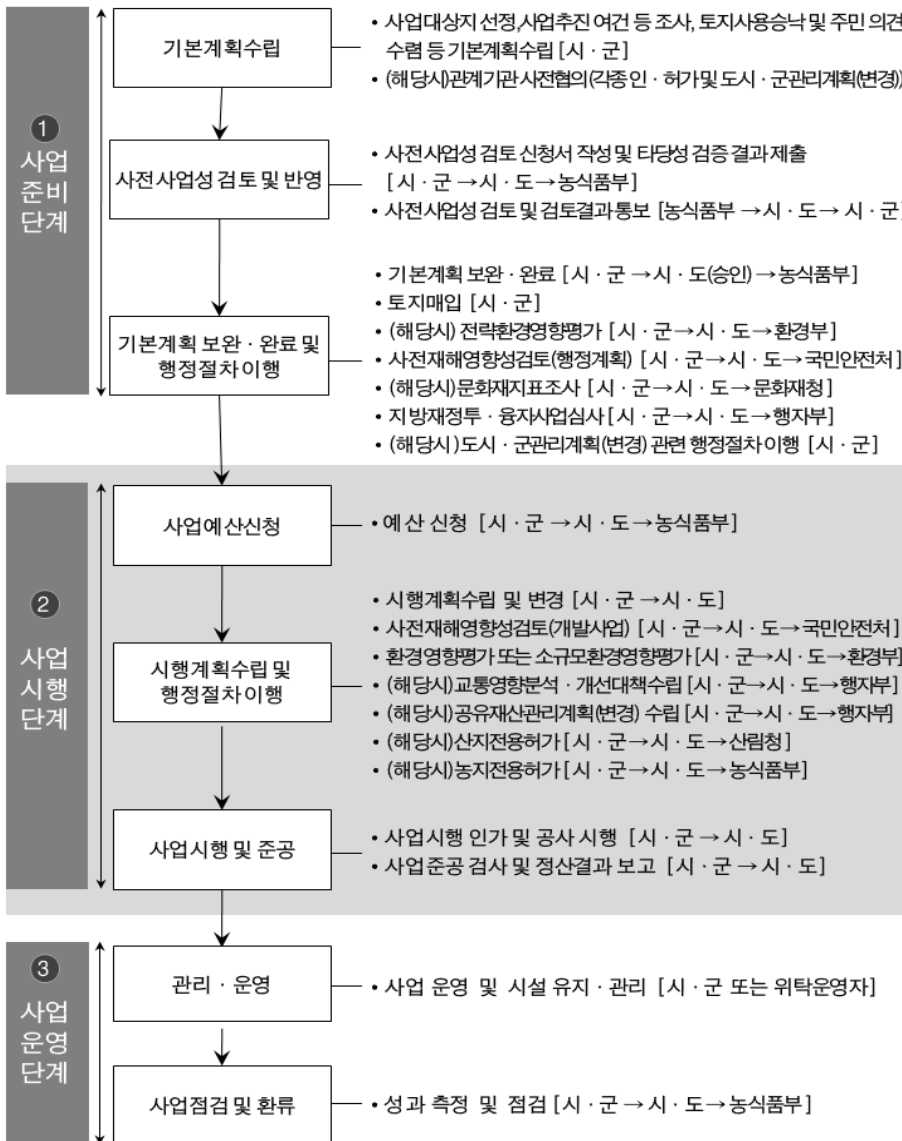 ❶
사업
준비
단계
기본계획수립
• 사업대상지 선정,사업추진 여건 등 조사, 토지사용승낙 및 주민 의견
수렴 등 기본계획수립 [시 · 군]
• (해당시)관계기관 사전협의(각종 인 · 허가 및 도시 · 군관리계획(변경))
사전사업성 검토 및 반영
• 사전사업성 검토 신청서 작성 및 타당성 검증 결과 제출
[시 · 군 →시 · 도→농식품부]
• 사전사업성 검토 및 검토결과 통보 [농식품부 →시 · 도→ 시 · 군]
기본계획 보완 · 완료 및
행정절차 이행
• 기본계획 보완 · 완료 [시 · 군 →시 · 도(승인) →농식품부]
• 토지매입 [시 · 군]
• (해당시) 전략환경영향평가 [시 · 군→시 · 도→환경부]
• 사전재해영향성검토(행정계획) [시 · 군→시 · 도→국민안전처]
• (해당시)문화재지표조사 [시 · 군→시 · 도→문화재청]
• 지방재정투 · 융자사업심사 [시 · 군→시 · 도→행자부]
• (해당시)도시 · 군관리계획(변경) 관련 행정절차 이행 [시 · 군]
❷
사업
시행
단계
사업예산신청
• 예산 신청 [시 · 군 →시 · 도→농식품부]
시행계획수립 및
행정절차 이행
• 시행계획수립 및 변경 [시 · 군 →시 · 도]
• 사전재해영향성검토(개발사업) [시 · 군→시 · 도→국민안전처]
• 환경영향평가 또는 소규모환경영향평가 [시 · 군→시 · 도→환경부]
• (해당시)교통영향분석 · 개선대책수립 [시 · 군→시 · 도→행자부]
• (해당시)공유재산관리계획(변경) 수립 [시 · 군→시 · 도→행자부]
• (해당시)산지전용허가 [시 · 군→시 · 도→산림청]
• (해당시)농지전용허가 [시 · 군→시 · 도→농식품부]
사업시행 및 준공
• 사업시행 인가 및 공사 시행 [시 · 군 → 시 · 도]
• 사업준공 검사 및 정산결과 보고 [시 · 군 → 시 · 도]
❸
사업
운영
단계
관리 · 운영
• 사업 운영 및 시설 유지 · 관리 [시 · 군 또는 위탁운영자]
사업점검 및 환류
• 성과 측정 및 점검 [시 · 군 → 시 · 도→농식품부]